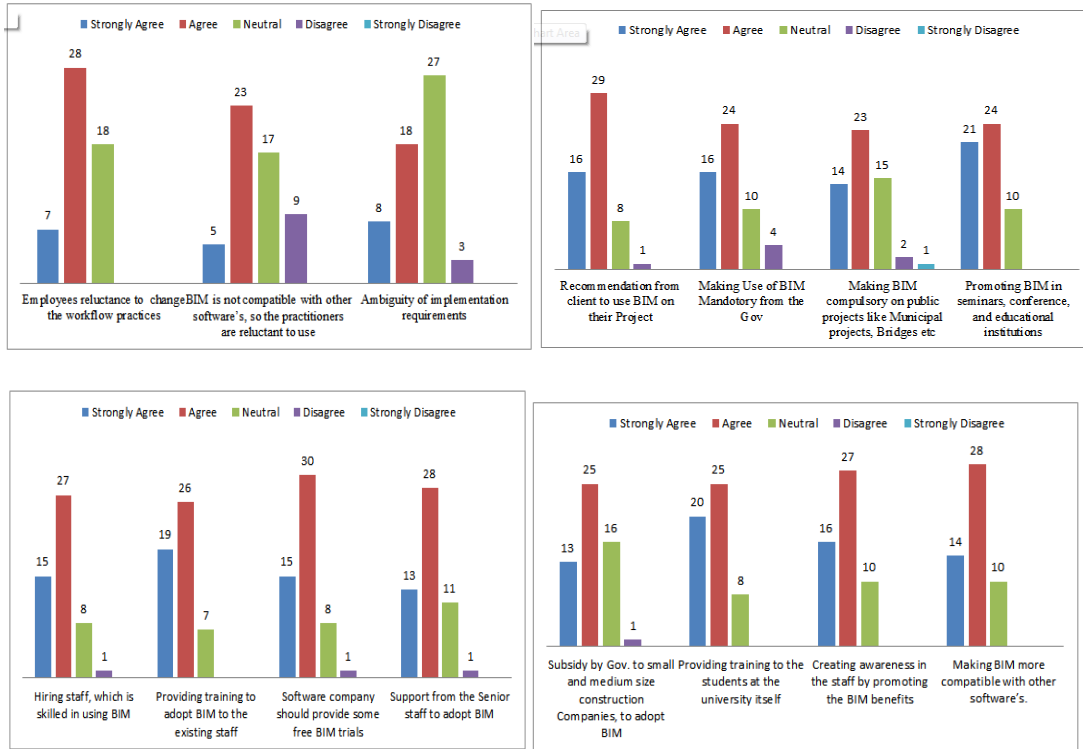 Strongly Agree Agree Neutral Disagree Strongly Disagree
28
27
23
18
17
18
9
7
8
5
3
Employees reluctance to change
the workflow practices
BIM is not compatible with other
software's, so the practitioners
are reluctant to use
Ambiguity of implementation
requirements
hart Area
Strongly Agree Agree Neutral Disagree Strongly Disagree
29
24
23
24
21
16
16
14
15
10
10
8
4
2
1
1
Recommendation from
client to use BIM on
their Project
Making Use of BIM
Mandotory from the
Gov
Making BIM
compulsory on public
projects like Municipal
projects, Bridges etc
Promoting BIM in
seminars, conference,
and educational
institutions
Strongly Agree Agree Neutral Disagree Strongly Disagree
30
28
27
26
19
15
15
13
11
8
7
8
1
1
1
Hiring staff, which is
skilled in using BIM
Providing training to
adopt BIM to the
existing staff
Software company
should provide some
free BIM trials
Support from the Senior
staff to adopt BIM
Strongly Agree Agree Neutral Disagree Strongly Disagree
28
27
25
25
20
16
16
13
14
10
10
8
1
Subsidy by Gov. to small
and medium size
construction
Companies, to adopt
BIM
Providing training to the
students at the
university itself
Creating awareness in
the staff by promoting
the BIM benefits
Making BIM more
compatible with other
software's.